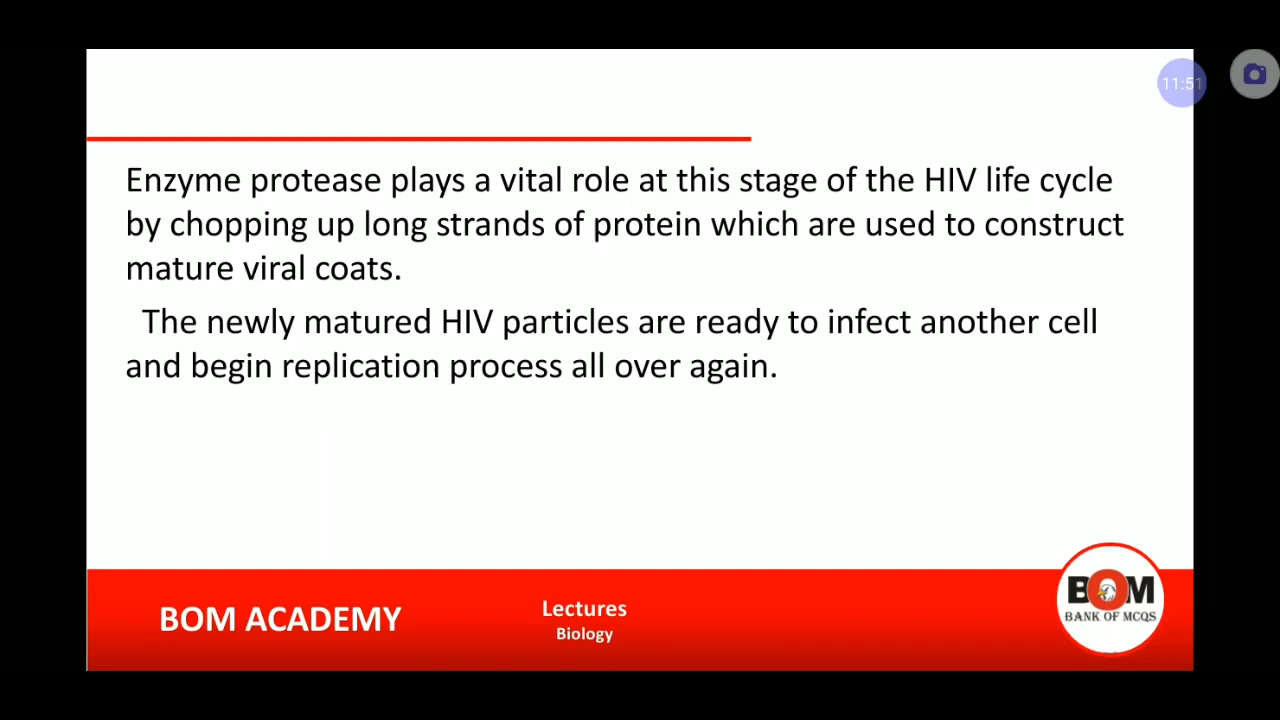 11:51
Enzyme protease plays a vital role at this stage of the HIV life cycle
by chopping up long strands of protein which are used to construct
mature viral coats.
The newly matured HIV particles are ready to infect another cell
and begin replication process all over again.
BOM ACADEMY
Lectures
Biology
BOM
BANK OF MCQS